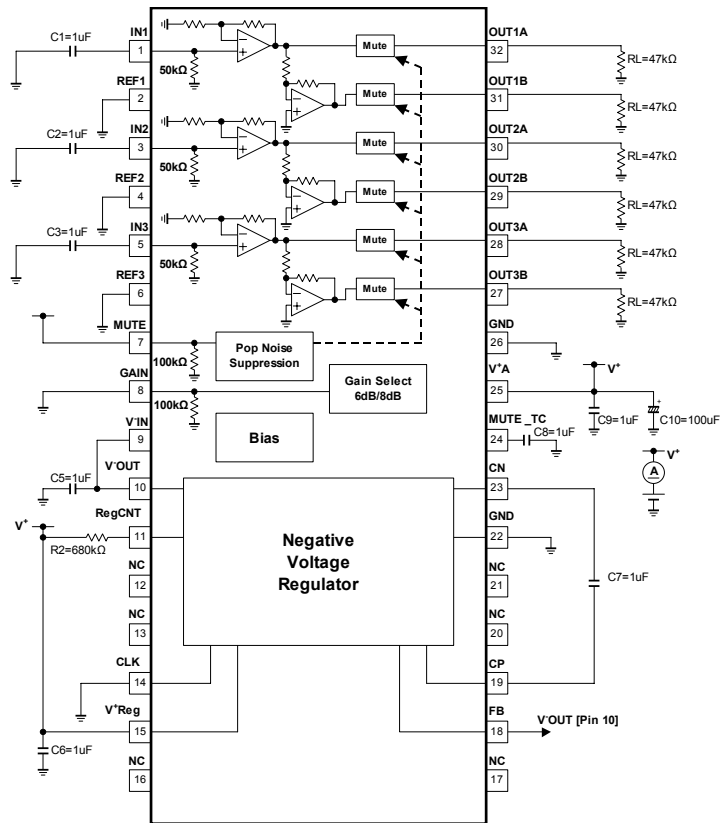 C1=1uF
IN1
1
50kΩ
Mute
OUT1A
32
RL=47kΩ
REF1
2
Mute
OUT1B
31
RL=47kΩ
C2=1uF
IN2
3
50kΩ
Mute
OUT2A
30
RL=47kΩ
REF2
4
Mute
OUT2B
29
RL=47kΩ
C3=1uF
IN3
5
50kΩ
Mute
OUT3A
28
RL=47kΩ
REF3
6
Mute
OUT3B
27
RL=47kΩ
MUTE
7
100kΩ
Pop Noise
Suppression
GND
26
GAIN
8
100kΩ
Gain Select
6dB/8dB
V+A
25
V+
C9=1uF
C10=100uF
+
V-IN
9
Bias
MUTE_TC
24
C8=1uF
C5=1uF
V-OUT
10
CN
23
V+
A
V+
RegCNT
11
R2=680kΩ
Negative
Voltage
Regulator
GND
22
C7=1uF
NC
12
NC
21
NC
13
NC
20
CLK
14
CP
19
V+Reg
15
C6=1uF
FB
18
V-OUT [Pin 10]
NC
16
NC
17